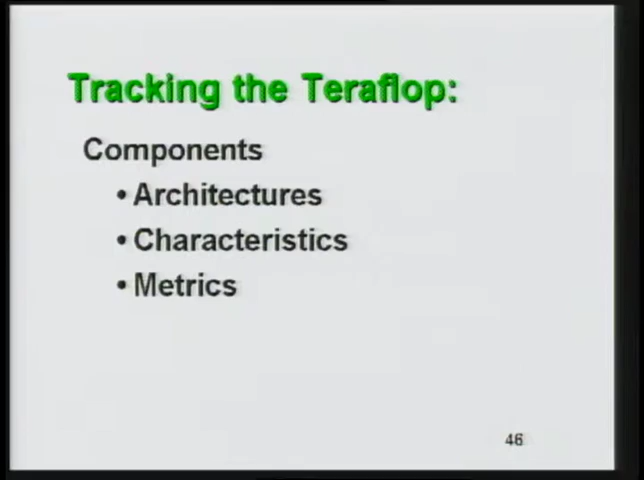 Tracking the Teraflop:
Components
• Architectures
• Characteristics
• Metrics
46